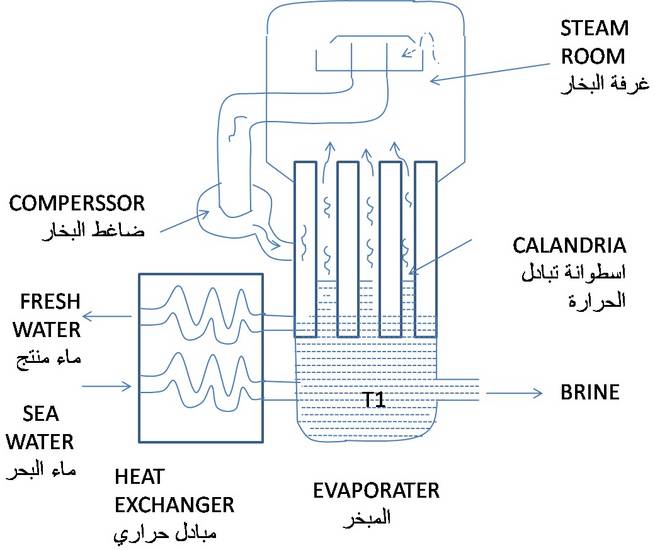 STEAM
ROOM
غرفة البخار
COMPERSSOR
ضاغط البخار
CALANDRIA
اسطوانة تبادل
الحرارة
FRESH
WATER
ماء منتج
T1
BRINE
SEA
WATER
ماء البحر
HEAT
EXCHANGER
مبادل حراري
EVAPORATER
المبخر